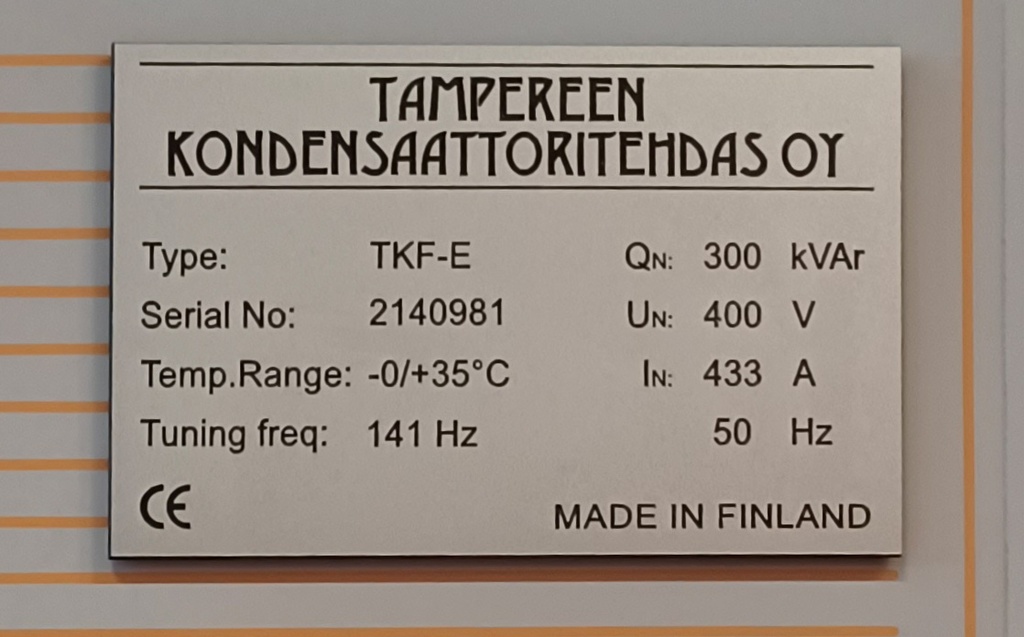 TAMPEREEN
KONDENSAATTORITEHDAS OY
Type: TKF-E QN: 300 kVAr
Serial No: 2140981 UN: 400 V
Temp.Range: -0/+35°C IN: 433 A
Tuning freq: 141 Hz 50 Hz
CE MADE IN FINLAND